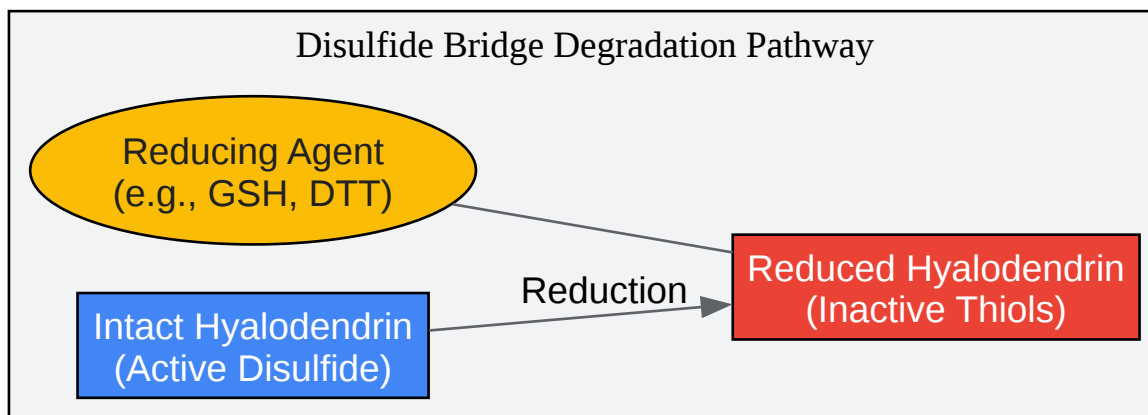 Disulfide Bridge Degradation Pathway
Reducing Agent
(e.g., GSH, DTT)
Reduction
Intact Hyalodendrin
(Active Disulfide)
Reduced Hyalodendrin
(Inactive Thiols)